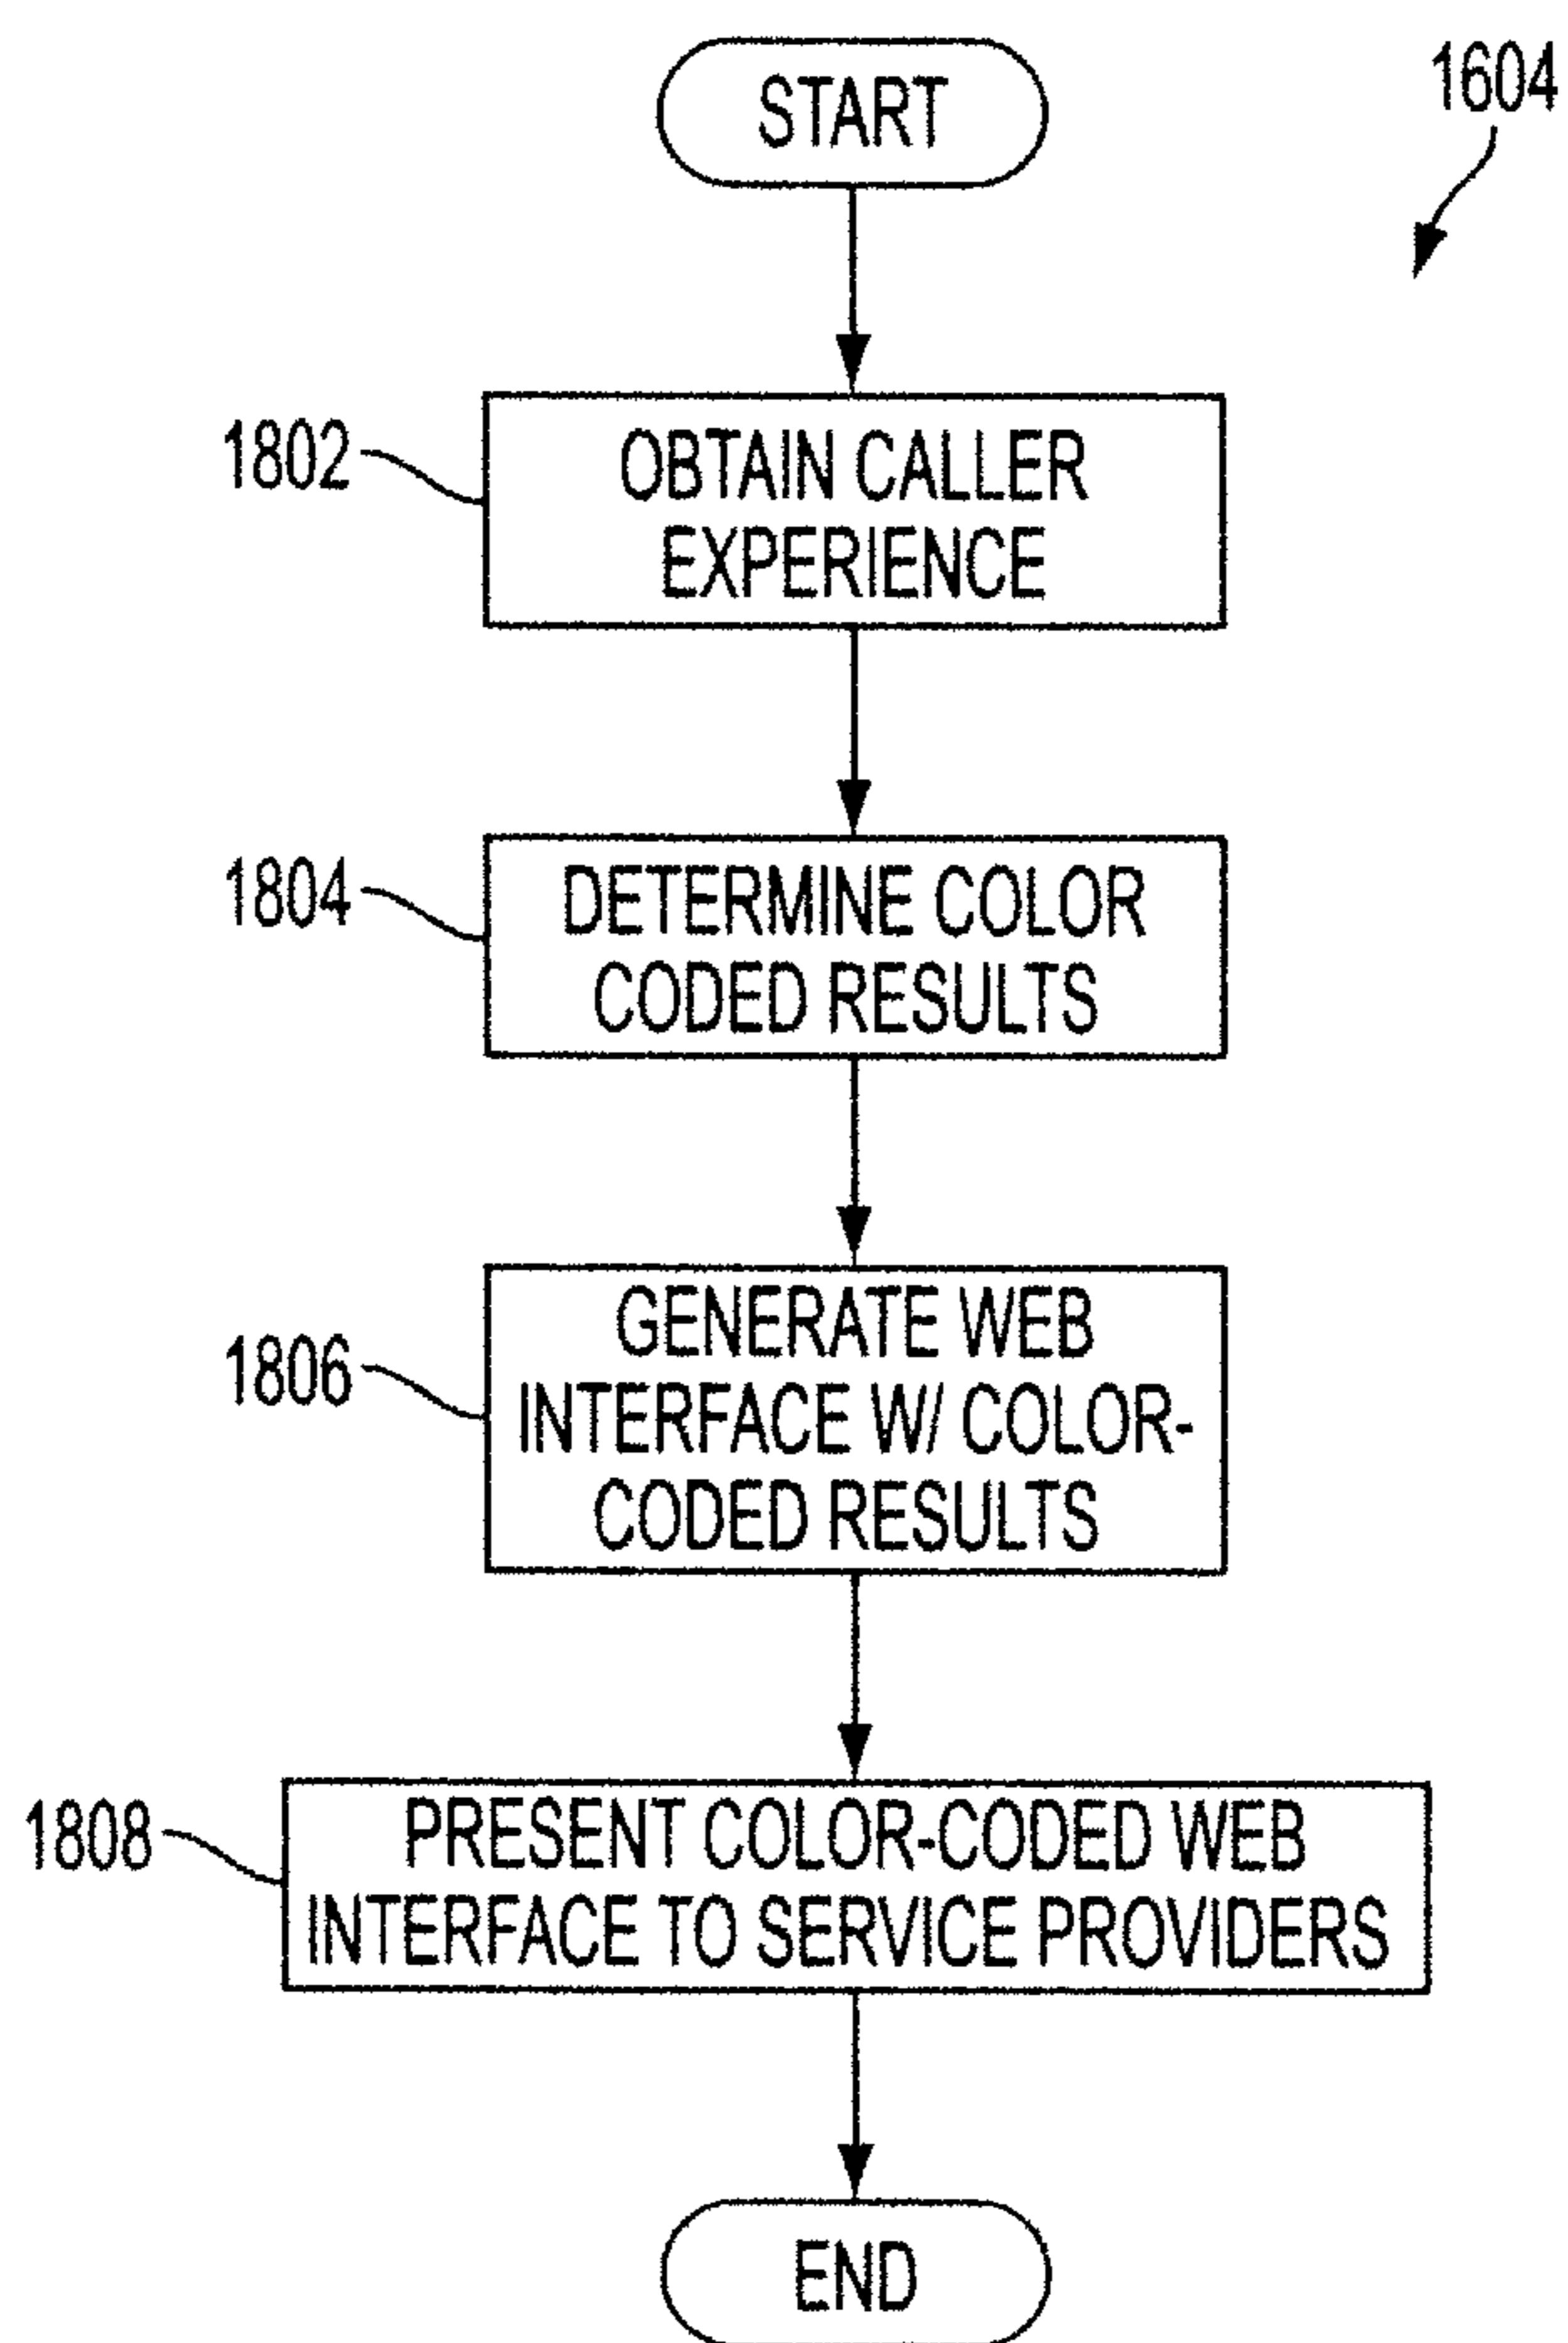 START
1604
1802
OBTAIN CALLER
EXPERIENCE
1804
DETERMINE COLOR
CODED RESULTS
1806
GENERATE WEB
INTERFACE W/ COLOR-
CODED RESULTS
1808
PRESENT COLOR-CODED WEB
INTERFACE TO SERVICE PROVIDERS
END